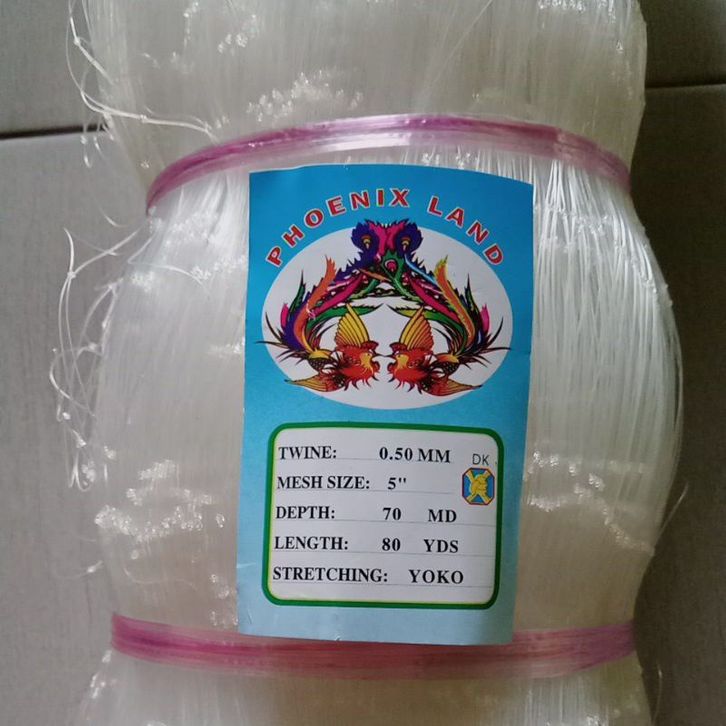 PHOENIX LAND
TWINE: 0.50 MM
DK
MESH SIZE: 5"
DEPTH: 70 MD
LENGTH: 80 YDS
STRETCHING: YOKO